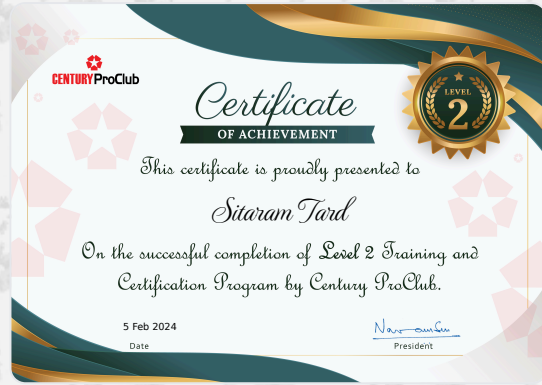 CENTURY ProClub
LEVEL
2
Certificate
OF ACHIEVEMENT
This certificate is proudly presented to
Sitaram Tard
On the successful completion of Level 2 Training and
Certification Program by Century ProClub.
5 Feb 2024
Date
President